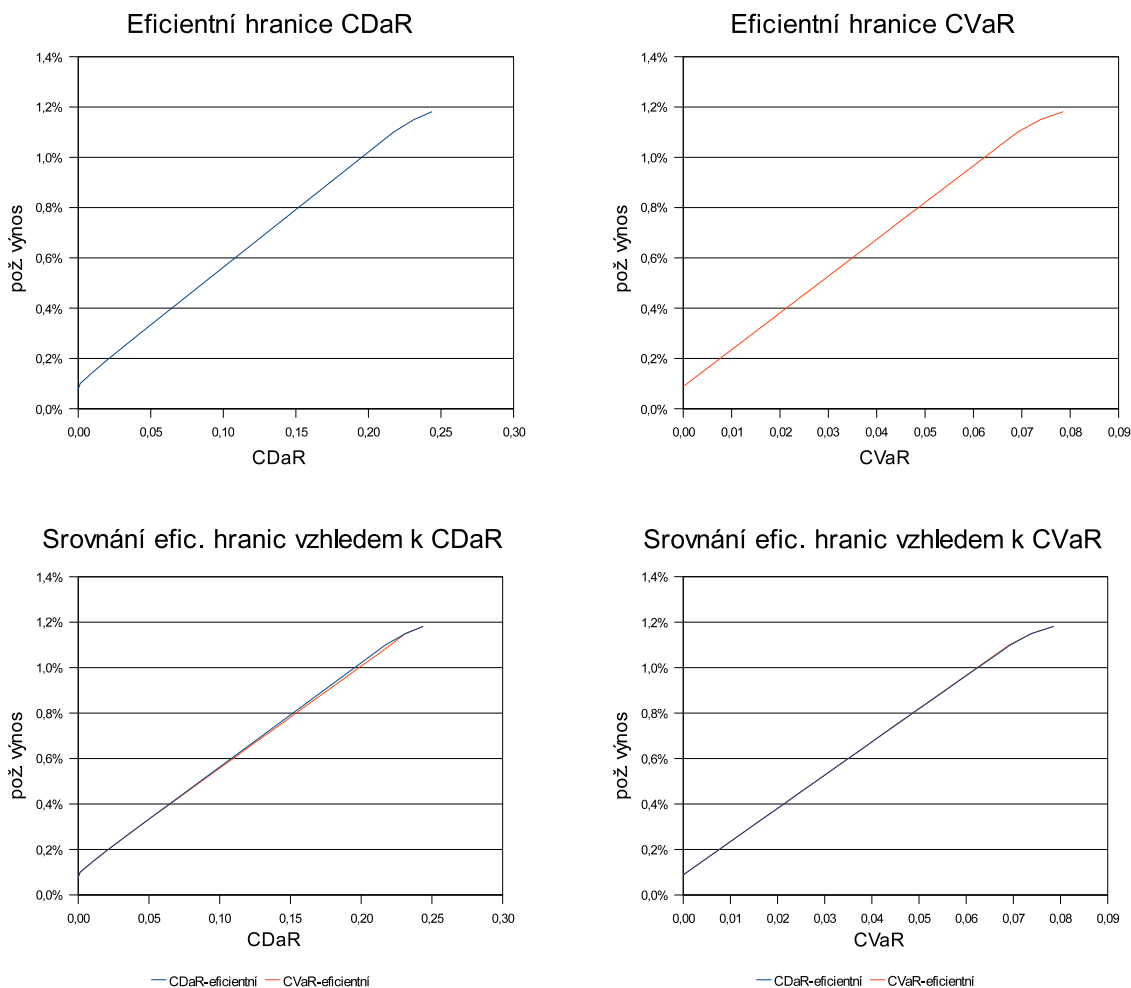 Eficientní hranice CDaR
1,4%
1,2%
1,0%
0,8%
0,6%
0,4%
0,2%
0,0%
pož. výnos
0,00 0,05 0,10 0,15 0,20 0,25 0,30
CDaR
Eficientní hranice CVaR
1,4%
1,2%
1,0%
0,8%
0,6%
0,4%
0,2%
0,0%
pož. výnos
0,00 0,01 0,02 0,03 0,04 0,05 0,06 0,07 0,08 0,09
CVaR
Srovnání efic. hranic vzhledem k CDaR
1,4%
1,2%
1,0%
0,8%
0,6%
0,4%
0,2%
0,0%
pož. výnos
0,00 0,05 0,10 0,15 0,20 0,25 0,30
CDaR
CDaR-eficientní CVaR-eficientní
Srovnání efic. hranic vzhledem k CVaR
1,4%
1,2%
1,0%
0,8%
0,6%
0,4%
0,2%
0,0%
pož. výnos
0,00 0,01 0,02 0,03 0,04 0,05 0,06 0,07 0,08 0,09
CVaR
CDaR-eficientní CVaR-eficientní